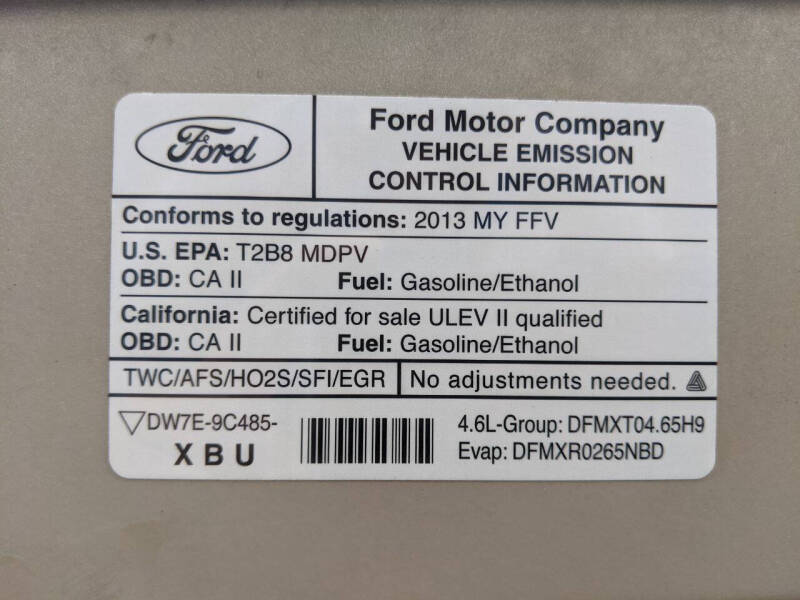 Ford
Ford Motor Company
VEHICLE EMISSION
CONTROL INFORMATION
Conforms to regulations: 2013 MY FFV
U.S. EPA: T2B8 MDPV
OBD: CA II Fuel: Gasoline/Ethanol
California: Certified for sale ULEV II qualified
OBD: CA II Fuel: Gasoline/Ethanol
TWC/AFS/HO2S/SFI/EGR No adjustments needed.
DW7E-9C485- 4.6L-Group: DFMXT04.65H9
XBU Evap: DFMXR0265NBD